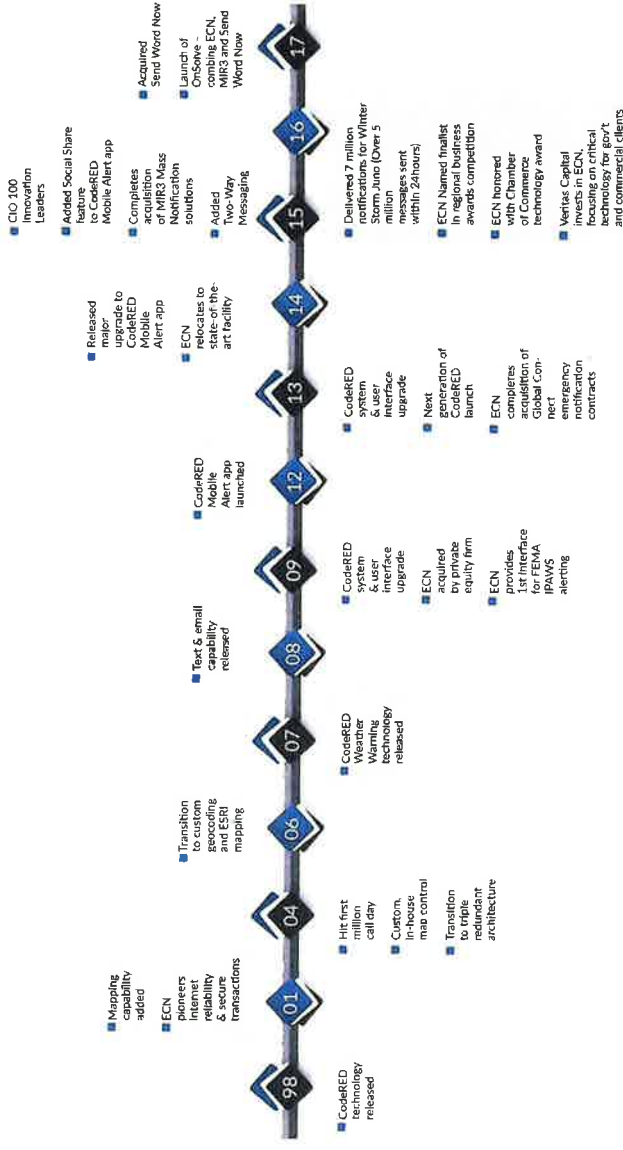 98
CodeRED
technology
released
01
Mapping
capability
added
ECN
pioneers
Internet
reliability
& secure
transactions
04
Hit first
million
call day
Custom,
in-house
map control
Transition
to triple
redundant
architecture
06
Transition
to custom
geocoding
and ESRI
mapping
07
CodeRED
Weather
Warning
technology
released
08
Text & email
capability
released
09
CodeRED
system
& user
interface
upgrade
ECN
acquired
by private
equity firm
ECN
provides
1st Interface
for FEMA
IPAWS
alerting
12
CodeRED
Mobile
Alert app
launched
13
CodeRED
system
& user
Interface
upgrade
Next
generation of
CodeRED
launch
ECN
completes
acquisition of
Global Con-
nect
emergency
notification
contracts
14
Released
major
upgrade to
CodeRED
Mobile
Alert app
ECN
relocates to
state-of the-
art facility
15
CIO 100
Innovation
Leaders
Added Social Share
feature
to CodeRED
Mobile Alert app
Completes
acquisition
of MIR3 Mass
Notification
solutions
Added
Two-Way
Messaging
Delivered 7 million
notifications for Winter
Storm Juno (Over 5
million
messages sent
within 24hours)
ECN Named finalist
in regional business
awards competition
ECN honored
with Chamber
of Commerce
technology award
Veritas Capital
invests in ECN,
focusing on critical
technology for gov't
and commercial clients
16
17
Acquired
Send Word Now
Launch of
OnSolve -
combing ECN,
MIR3 and Send
Word Now